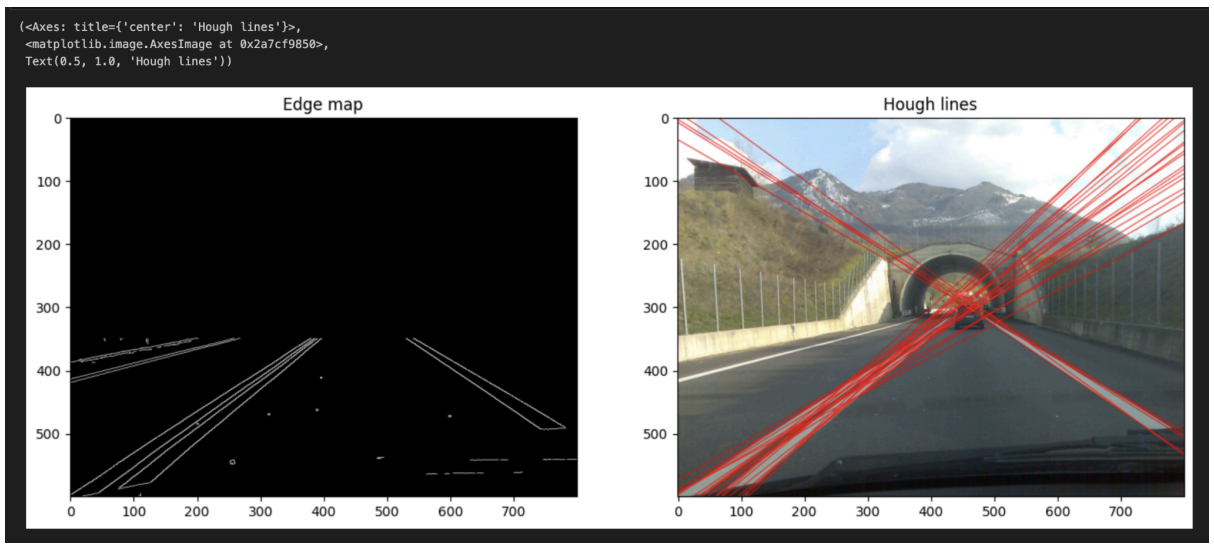 (<Axes: title={'center': 'Hough lines'}>,
<matplotlib.image.AxesImage at 0x2a7cf9850>,
Text(0.5, 1.0, 'Hough lines'))
Edge map
0
100
200
300
400
500
0 100 200 300 400 500 600 700
Hough lines
0
100
200
300
400
500
0 100 200 300 400 500 600 700